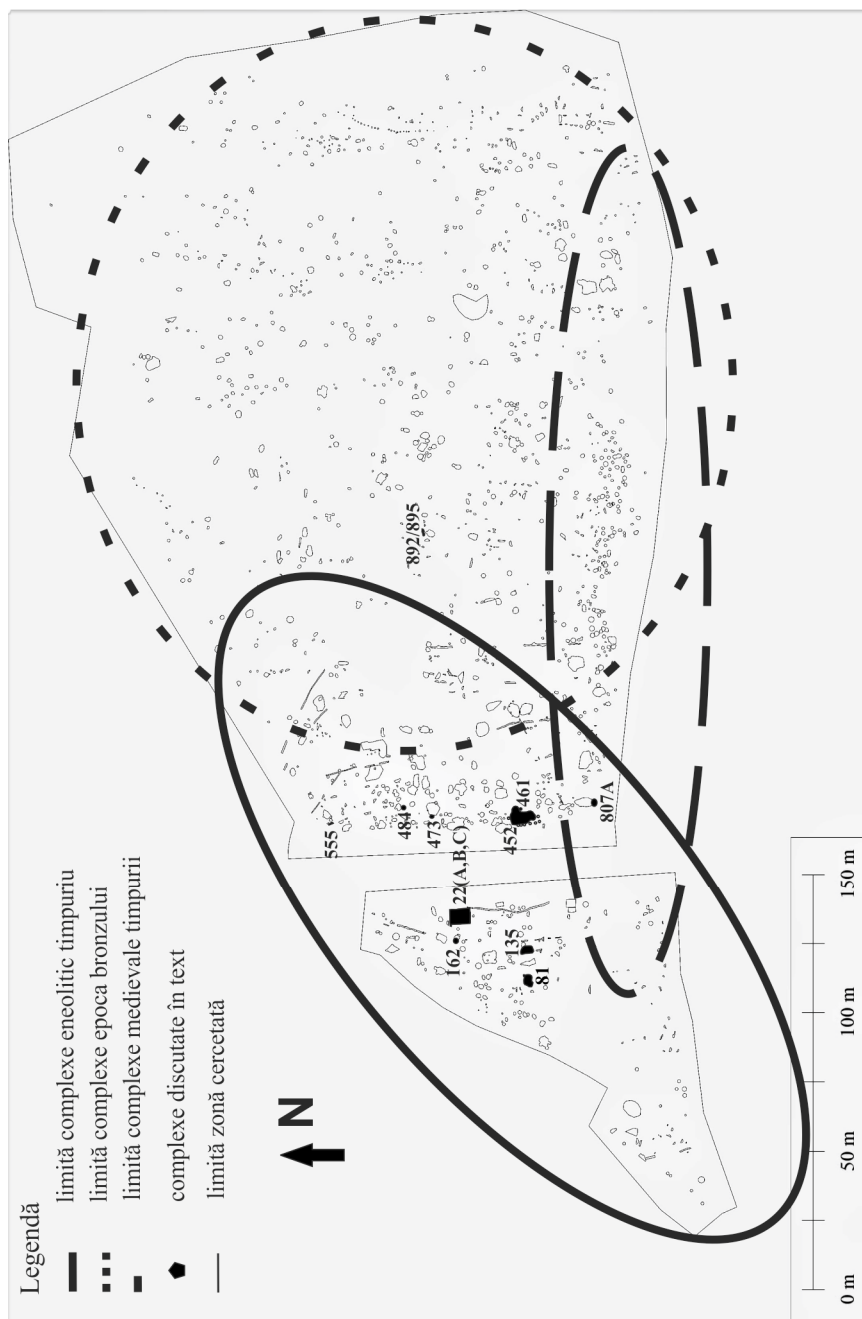 Legendă
limită complexe eneolitic timpuriu
limită complexe epoca bronzului
limită complexe medievale timpurii
complexe discutate în text
limită zonă cercetată
N
892/895
555
484
473
452
461
807A
22(A,B,C)
162
135
81
0 m
50 m
100 m
150 m